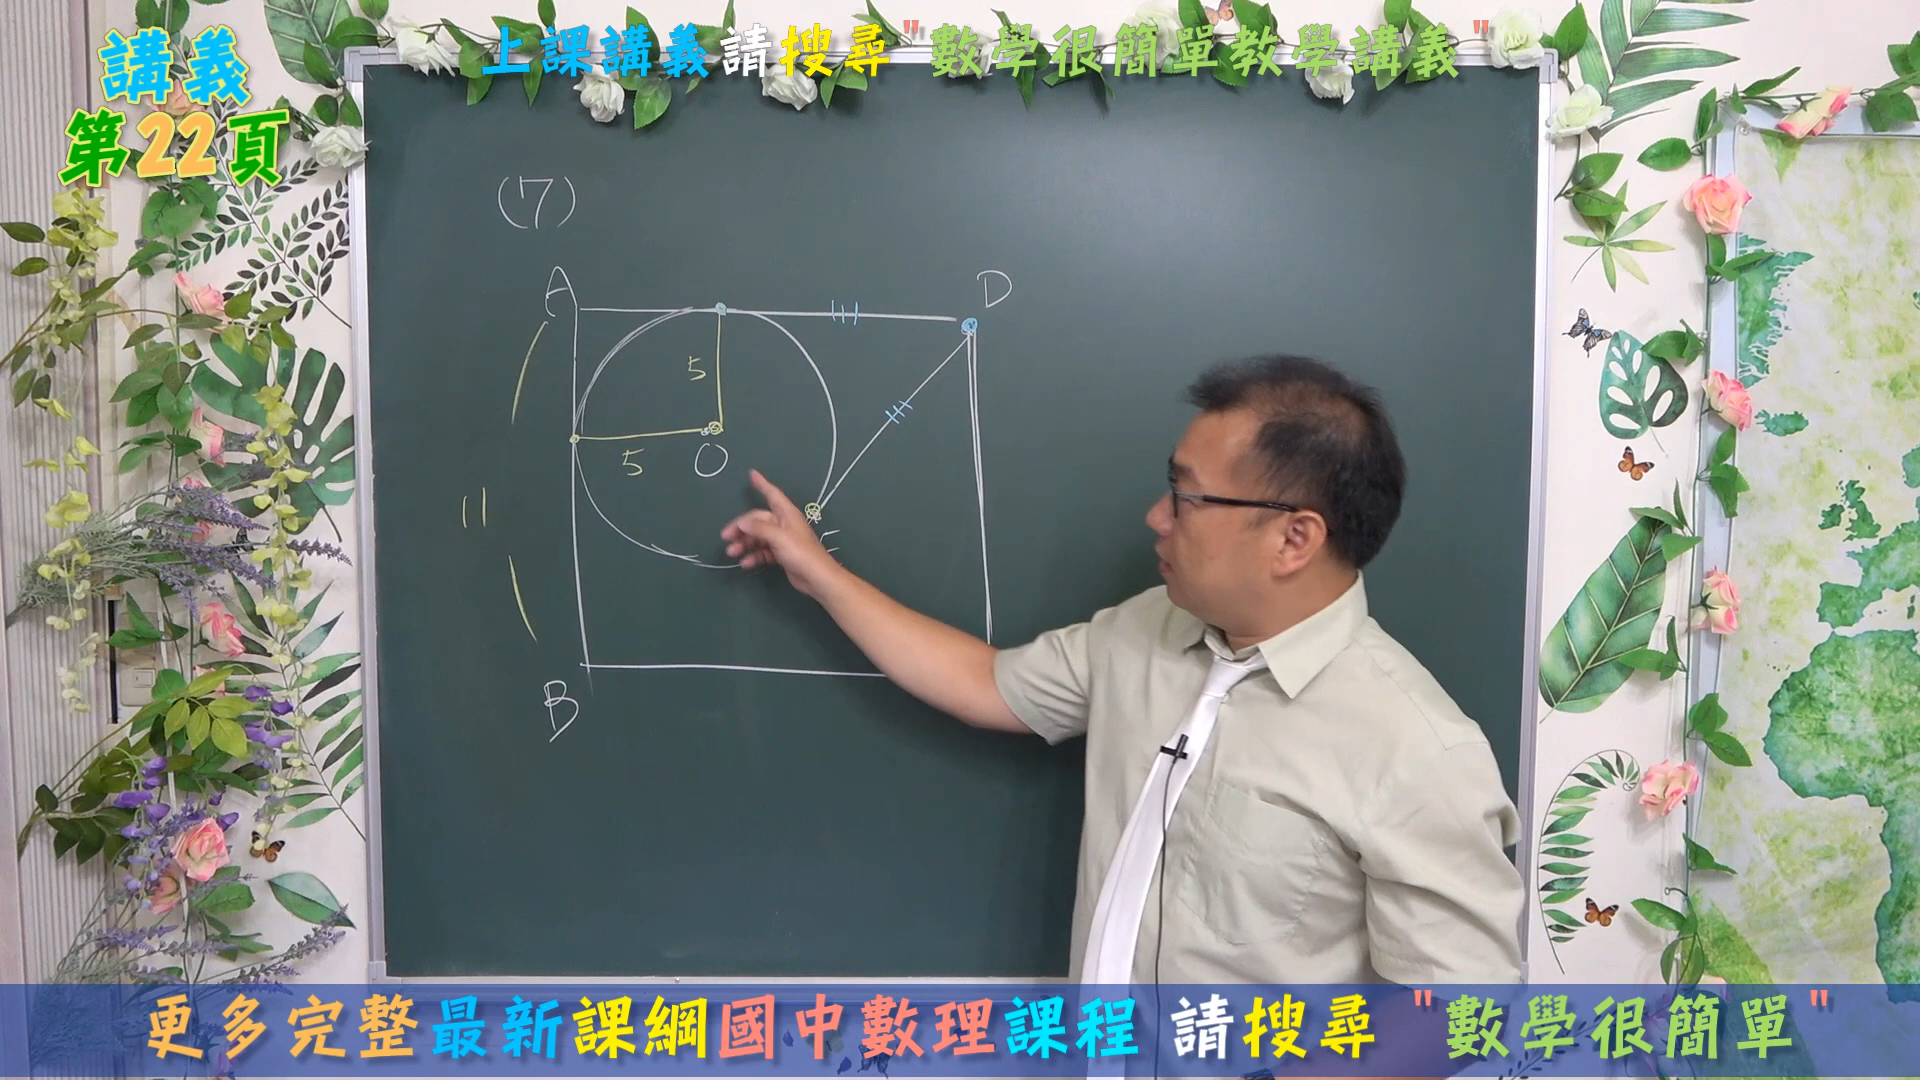 講義
第22頁
上課講義請搜尋"數學很簡單教學講義"
(7)
A
D
5
5
O
11
E
B
更多完整最新課綱國中數理課程 請搜尋 "數學很簡單"